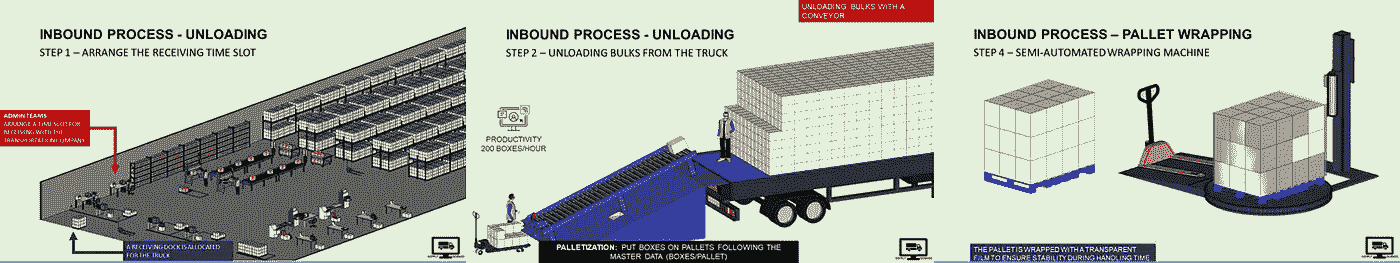 INBOUND PROCESS - UNLOADING
STEP 1 – ARRANGE THE RECEIVING TIME SLOT
ADMIN TEAMS
ARRANGE A TIME SLOT FOR
RECEIVING WITH THE
TRANSPORTATION COMPANY
A RECEIVING DOCK IS ALLOCATED
FOR THE TRUCK
UNLOADING BULKS WITH A
CONVEYOR
INBOUND PROCESS - UNLOADING
STEP 2 – UNLOADING BULKS FROM THE TRUCK
PRODUCTIVITY
200 BOXES/HOUR
PALLETIZATION: PUT BOXES ON PALLETS FOLLOWING THE
MASTER DATA (BOXES/PALLET)
INBOUND PROCESS – PALLET WRAPPING
STEP 4 – SEMI-AUTOMATED WRAPPING MACHINE
THE PALLET IS WRAPPED WITH A TRANSPARENT
FILM TO ENSURE STABILITY DURING HANDLING TIME